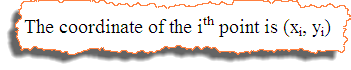 The coordinate of the iᵗʰ point is (xᵢ, yᵢ)